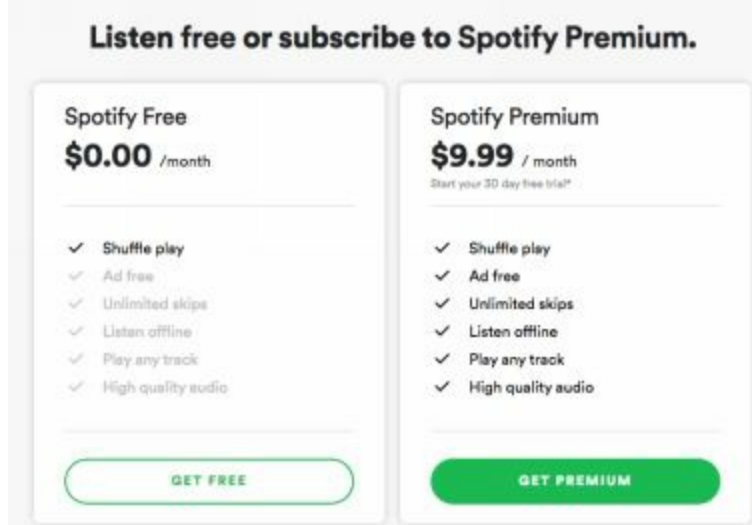 Listen free or subscribe to Spotify Premium.
Spotify Free
$0.00 /month
Shuffle play
Ad free
Unlimited skips
Listen offline
Play any track
High quality audio
GET FREE
Spotify Premium
$9.99 / month
Start your 30 day free trial*
Shuffle play
Ad free
Unlimited skips
Listen offline
Play any track
High quality audio
GET PREMIUM